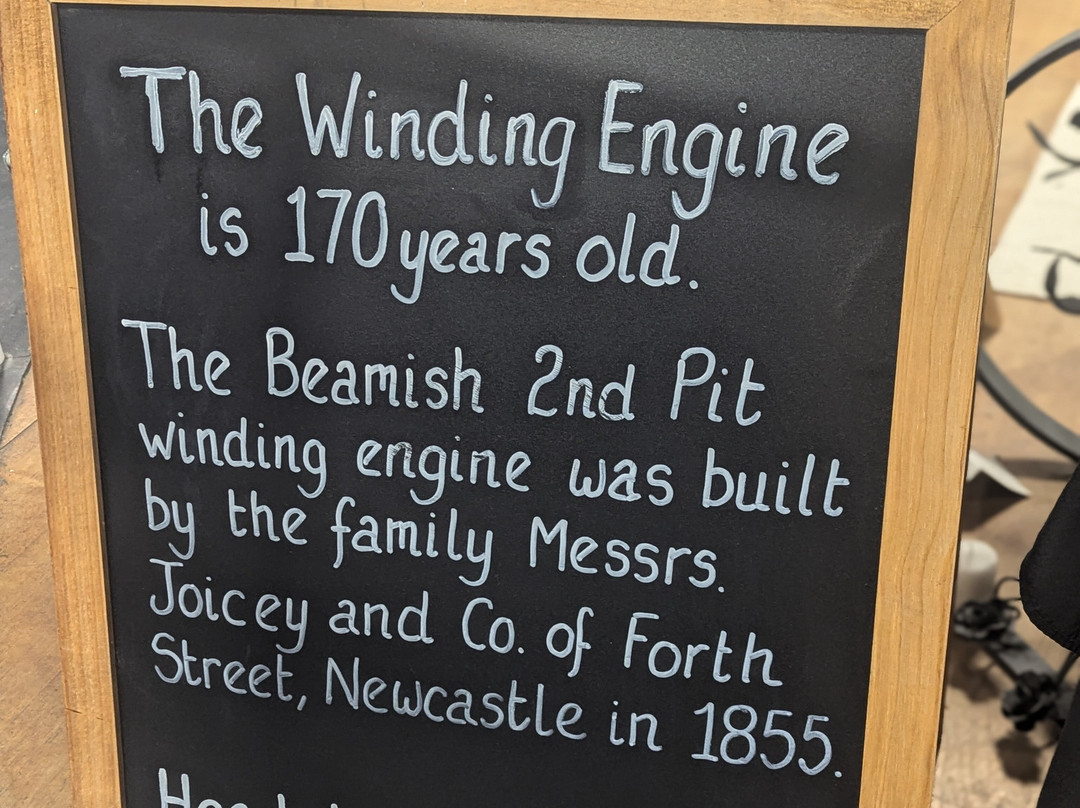 The Winding Engine
is 170 years old.
The Beamish 2nd Pit
winding engine was built
by the family Messrs.
Joicey and Co. of Forth
Street, Newcastle in 1855.